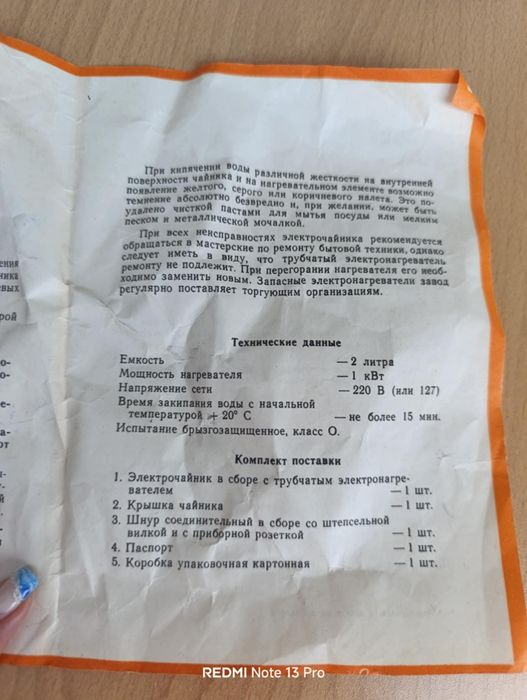 При кипячении воды различной жесткости на внутренней
поверхности чайника и на нагревательном элементе возможно
появление желтого, серого или коричневого налета. Это по-
темнение абсолютно безвредно и, при желании, может быть
удалено чисткой пастами для мытья посуды или мелким
песком и металлической мочалкой.
При всех неисправностях электрочайника рекомендуется
обращаться в мастерские по ремонту бытовой техники, однако
следует иметь в виду, что трубчатый электронагреватель
ремонту не подлежит. При перегорании нагревателя его необ-
ходимо заменить новым. Запасные электронагреватели завод
регулярно поставляет торгующим организациям.
Технические данные
Емкость — 2 литра
Мощность нагревателя — 1 кВт
Напряжение сети — 220 В (или 127)
Время закипания воды с начальной
температурой + 20° С — не более 15 мин.
Испытание брызгозащищенное, класс О.
Комплект поставки
1. Электрочайник в сборе с трубчатым электронагре-
вателем — 1 шт.
2. Крышка чайника — 1 шт.
3. Шнур соединительный в сборе со штепсельной
вилкой и с приборной розеткой — 1 шт.
4. Паспорт — 1 шт.
5. Коробка упаковочная картонная — 1 шт.
REDMI Note 13 Pro